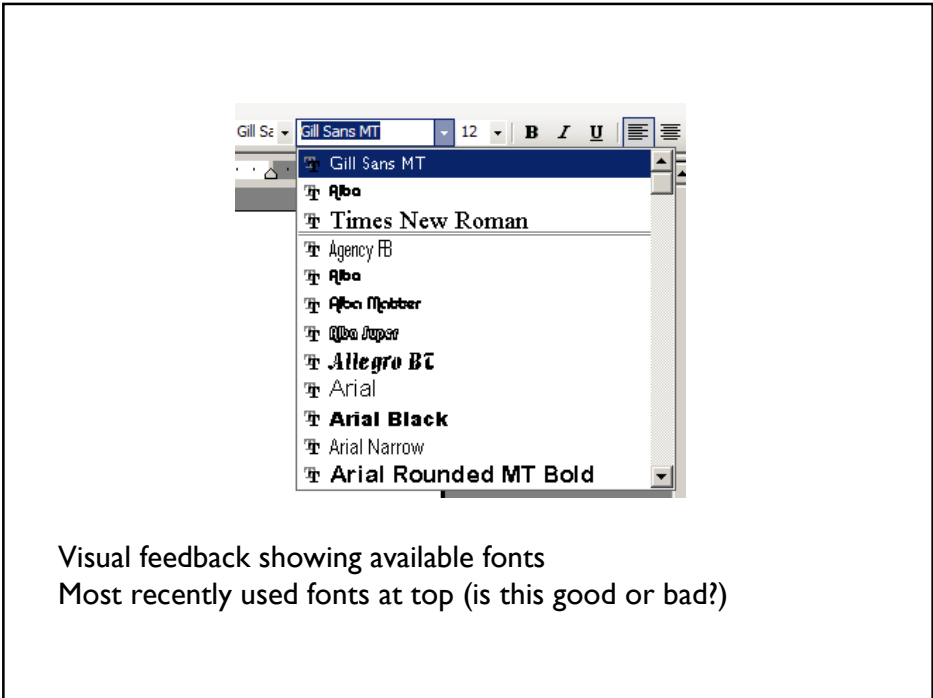 Gill Sa Gill Sans MT 12 B I U
Gill Sans MT
Alba
Times New Roman
Agency FB
Alba
Alba Matter
Alba Super
Allegro BT
Arial
Arial Black
Arial Narrow
Arial Rounded MT Bold
Visual feedback showing available fonts
Most recently used fonts at top (is this good or bad?)